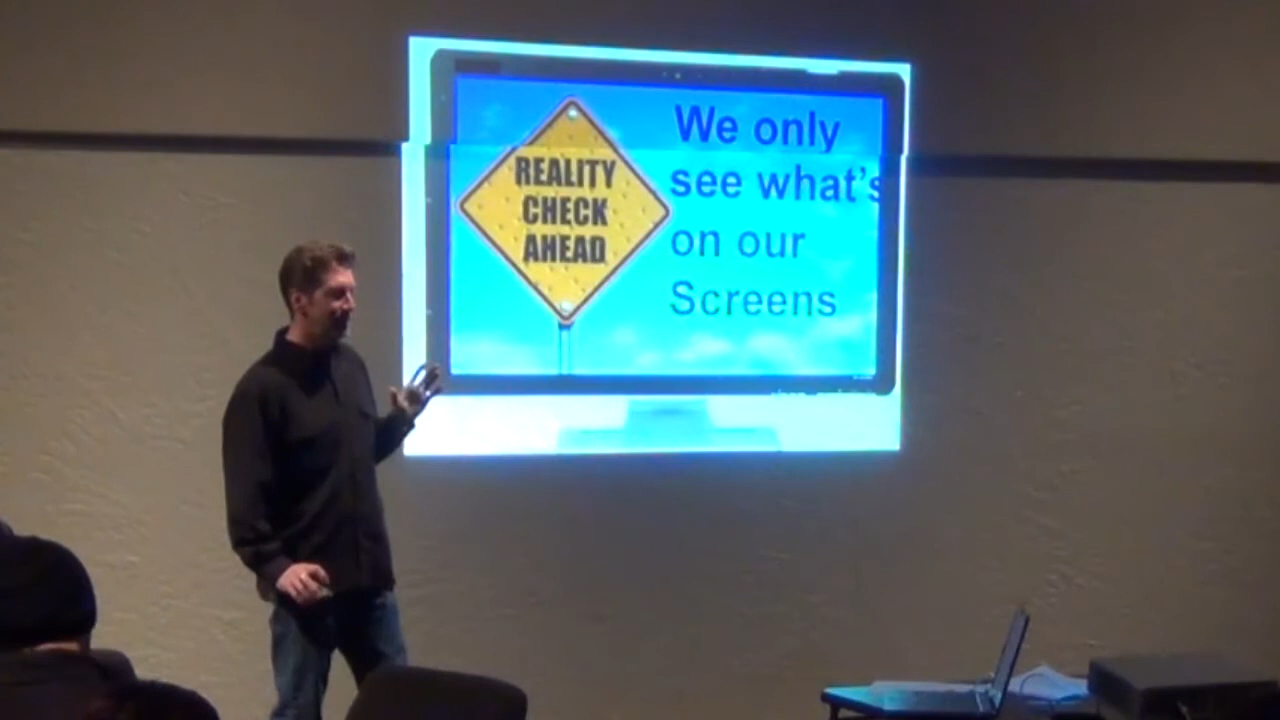 REALITY
CHECK
AHEAD
We only
see what's
on our
Screens